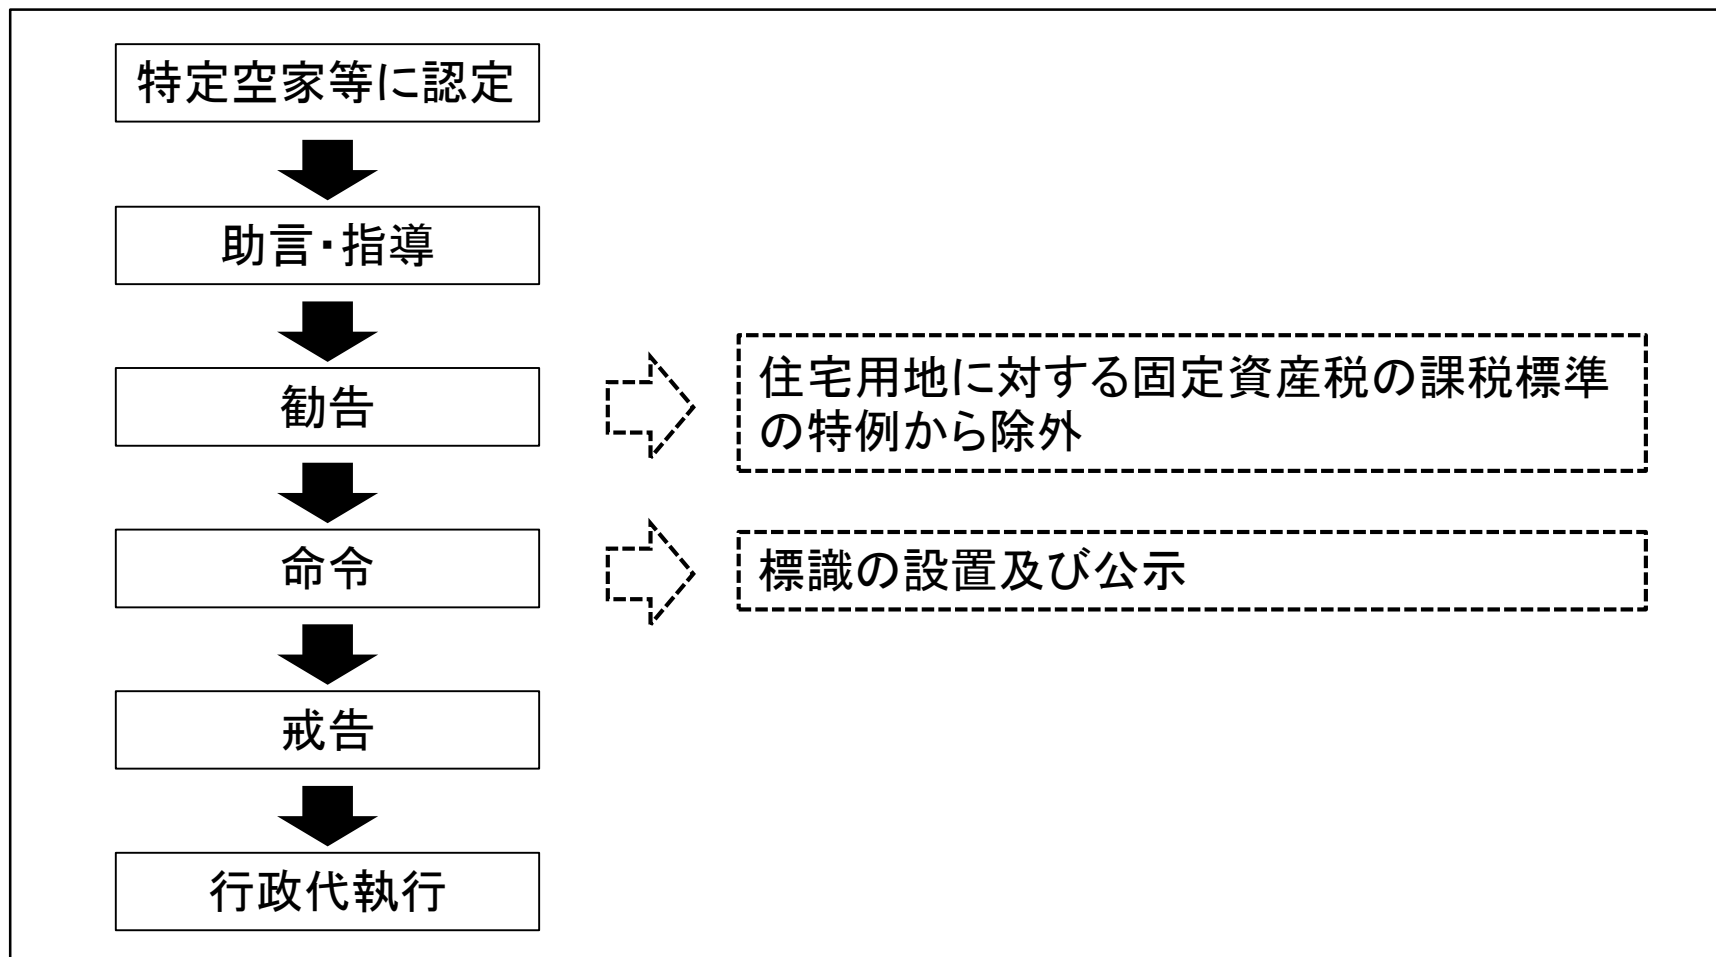 特定空家等に認定
助言・指導
勧告
住宅用地に対する固定資産税の課税標準
の特例から除外
命令
標識の設置及び公示
戒告
行政代執行